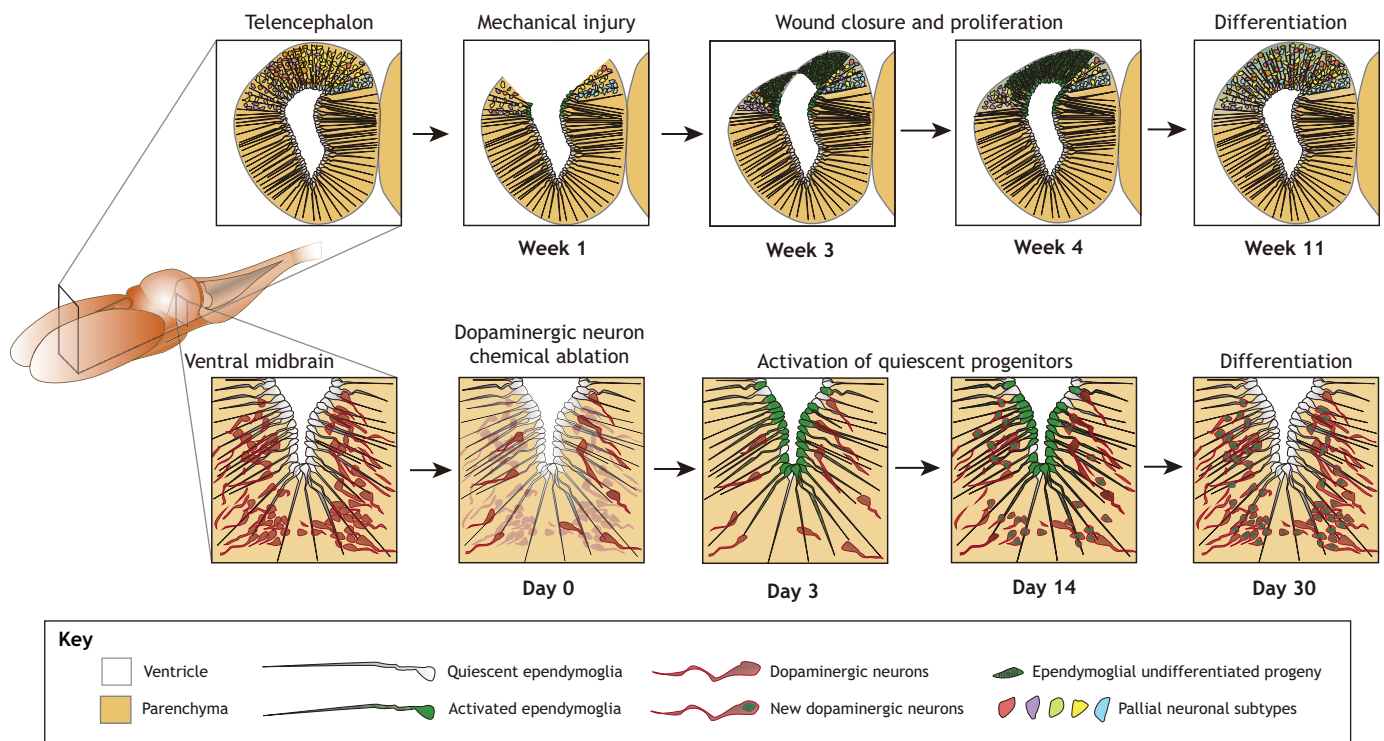 Telencephalon
Mechanical injury
Wound closure and proliferation
Differentiation
Week 1
Week 3
Week 4
Week 11
Ventral midbrain
Dopaminergic neuron
chemical ablation
Activation of quiescent progenitors
Differentiation
Day 0
Day 3
Day 14
Day 30
Key
Ventricle
Quiescent ependymoglia
Dopaminergic neurons
Ependymoglial undifferentiated progeny
Parenchyma
Activated ependymoglia
New dopaminergic neurons
Pallial neuronal subtypes